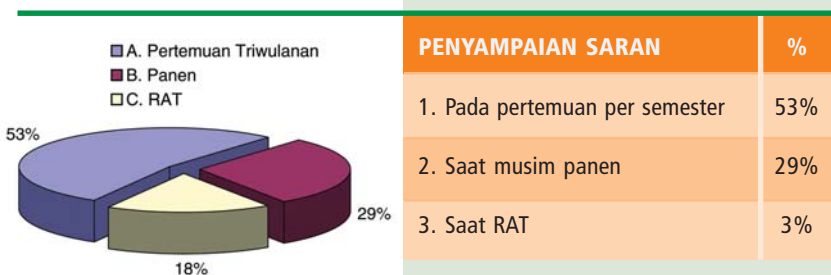 A. Pertemuan Triwulanan
B. Panen
C. RAT
53%
29%
18%
PENYAMPAIAN SARAN %
1. Pada pertemuan per semester 53%
2. Saat musim panen 29%
3. Saat RAT 3%